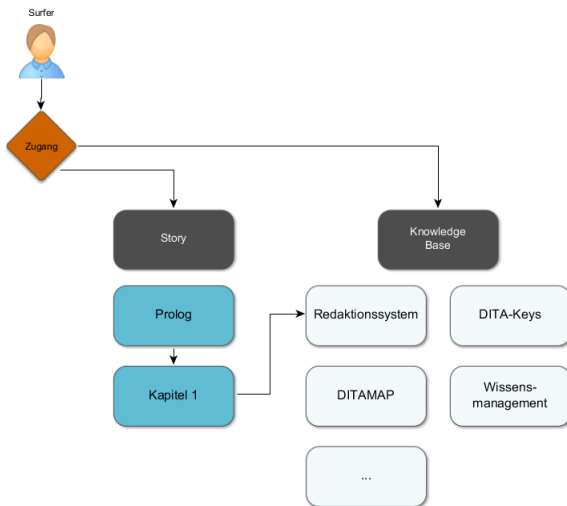 Surfer
Zugang
Story
Knowledge
Base
Prolog
Redaktionssystem
DITA-Keys
Kapitel 1
DITAMAP
Wissens-
management
...